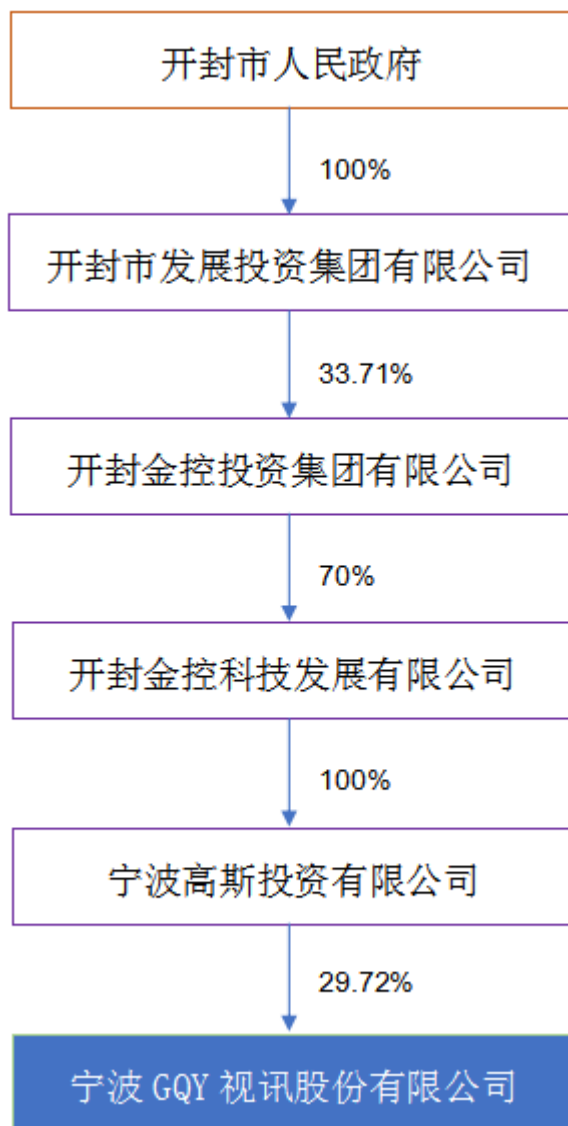 开封市人民政府
100%
开封市发展投资集团有限公司
33.71%
开封金控投资集团有限公司
70%
开封金控科技发展有限公司
100%
宁波高斯投资有限公司
29.72%
宁波 GQY 视讯股份有限公司